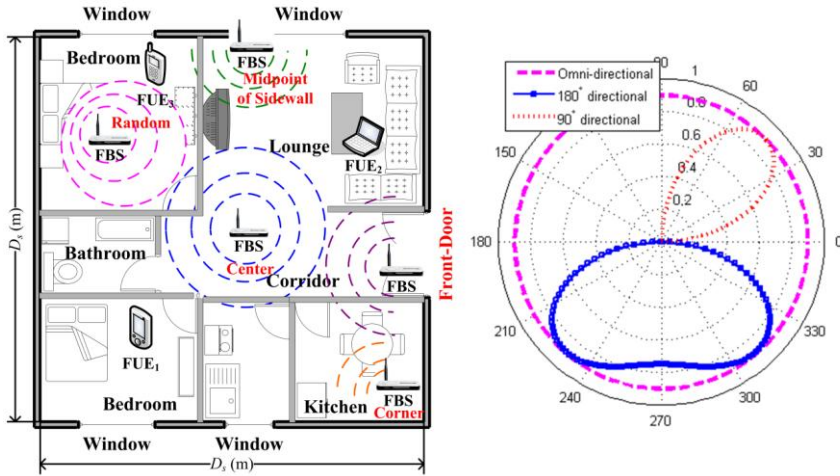 Window
Window
Bedroom
FBS
Midpoint
of Sidewall
FUE3
Random
FBS
Lounge
FUE2
Ds (m)
Bathroom
FBS
Center
Corridor
FBS
Front-Door
FUE1
Bedroom
Kitchen
FBS
Corner
Window
Window
Ds (m)
Omni-directional
180° directional
90° directional
90
1
60
0.8
0.6
30
0.4
0.2
150
180
0
210
330
240
300
270